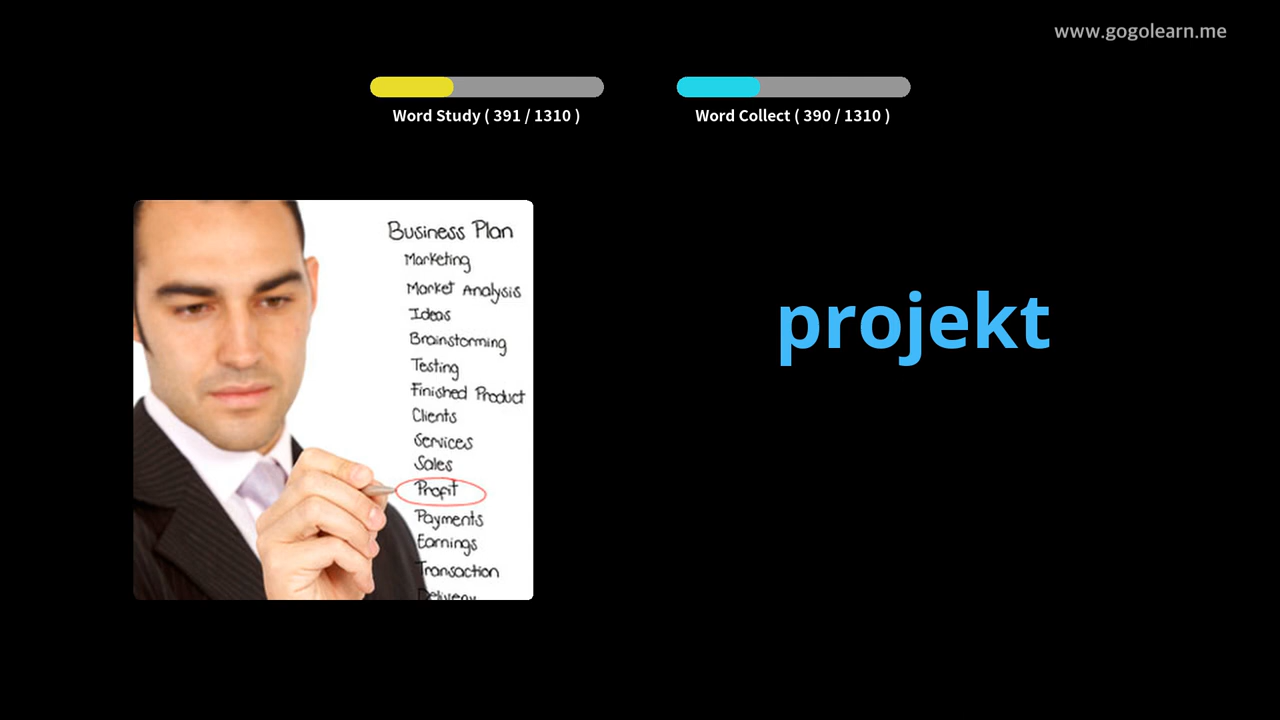 www.gogolearn.me
Word Study ( 391 / 1310 )
Word Collect ( 390 / 1310 )
Business Plan
Marketing
Market Analysis
Ideas
Brainstorming
Testing
Finished Product
Clients
Services
Sales
Profit
Payments
Earnings
Transaction
Delivery
projekt